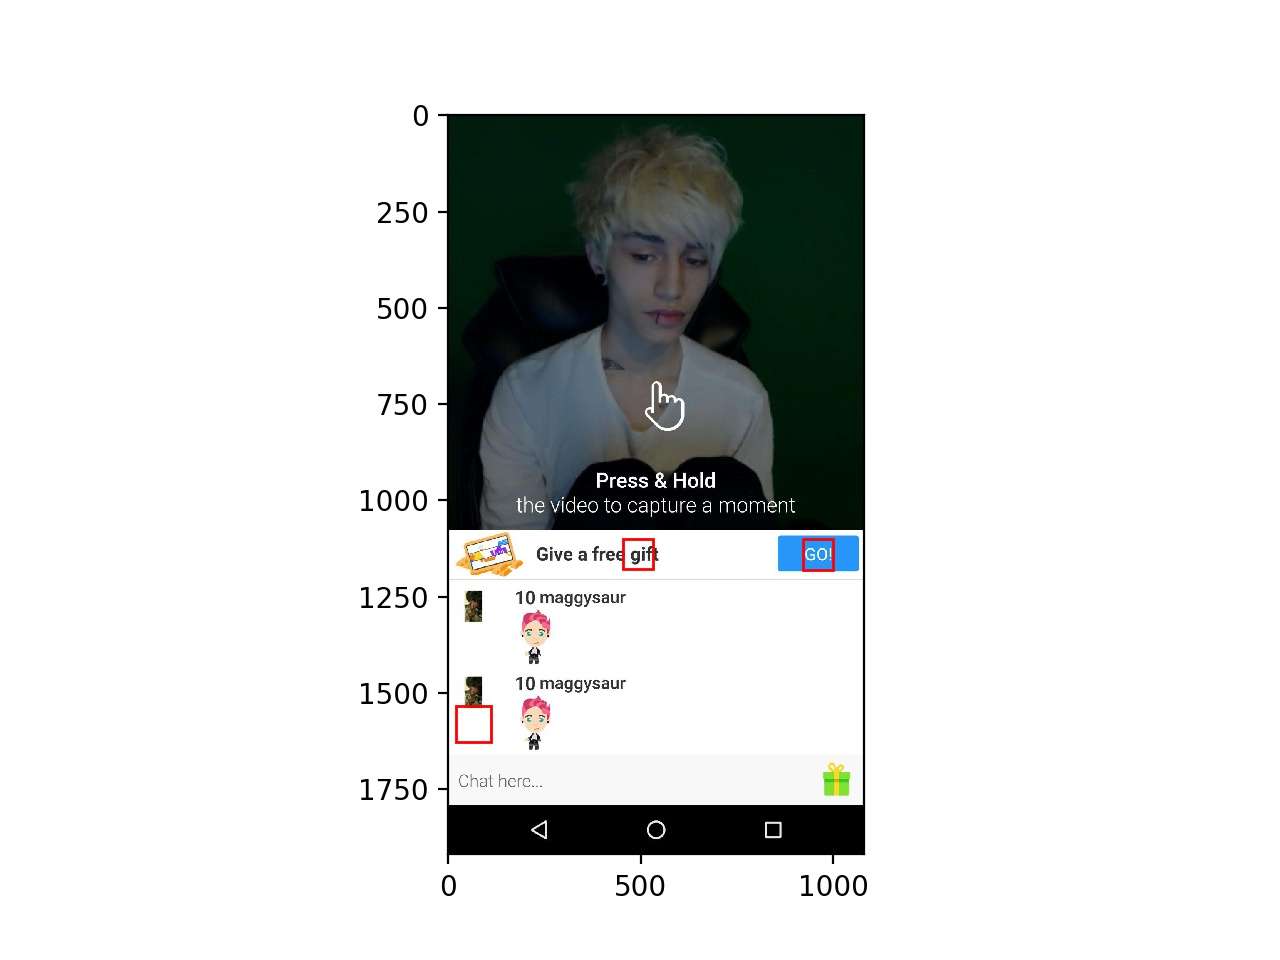 0
250
500
750
1000
1250
1500
1750
Press & Hold
the video to capture a moment
Give a free gift
GO!
10 maggysaur
10 maggysaur
Chat here...
0
500
1000